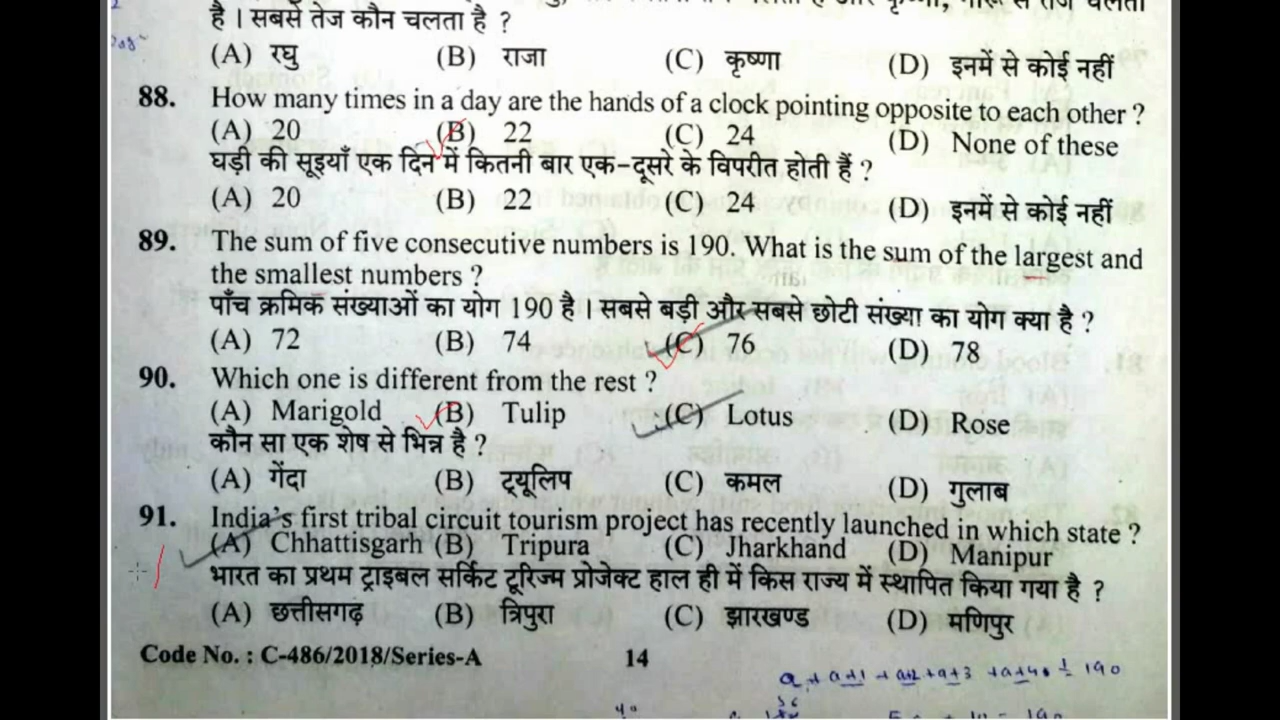 है । सबसे तेज कौन चलता है ?
(A) रघु (B) राजा (C) कृष्णा (D) इनमें से कोई नहीं
88. How many times in a day are the hands of a clock pointing opposite to each other ?
(A) 20 (B) 22 (C) 24 (D) None of these
घड़ी की सूइयाँ एक दिन में कितनी बार एक-दूसरे के विपरीत होती हैं ?
(A) 20 (B) 22 (C) 24 (D) इनमें से कोई नहीं
89. The sum of five consecutive numbers is 190. What is the sum of the largest and
the smallest numbers ?
पाँच क्रमिक संख्याओं का योग 190 है । सबसे बड़ी और सबसे छोटी संख्या का योग क्या है ?
(A) 72 (B) 74 (C) 76 (D) 78
90. Which one is different from the rest ?
(A) Marigold (B) Tulip (C) Lotus (D) Rose
कौन सा एक शेष से भिन्न है ?
(A) गेंदा (B) ट्यूलिप (C) कमल (D) गुलाब
91. India's first tribal circuit tourism project has recently launched in which state ?
(A) Chhattisgarh (B) Tripura (C) Jharkhand (D) Manipur
भारत का प्रथम ट्राइबल सर्किट टूरिज्म प्रोजेक्ट हाल ही में किस राज्य में स्थापित किया गया है ?
(A) छत्तीसगढ़ (B) त्रिपुरा (C) झारखण्ड (D) मणिपुर
Code No. : C-486/2018/Series-A 14